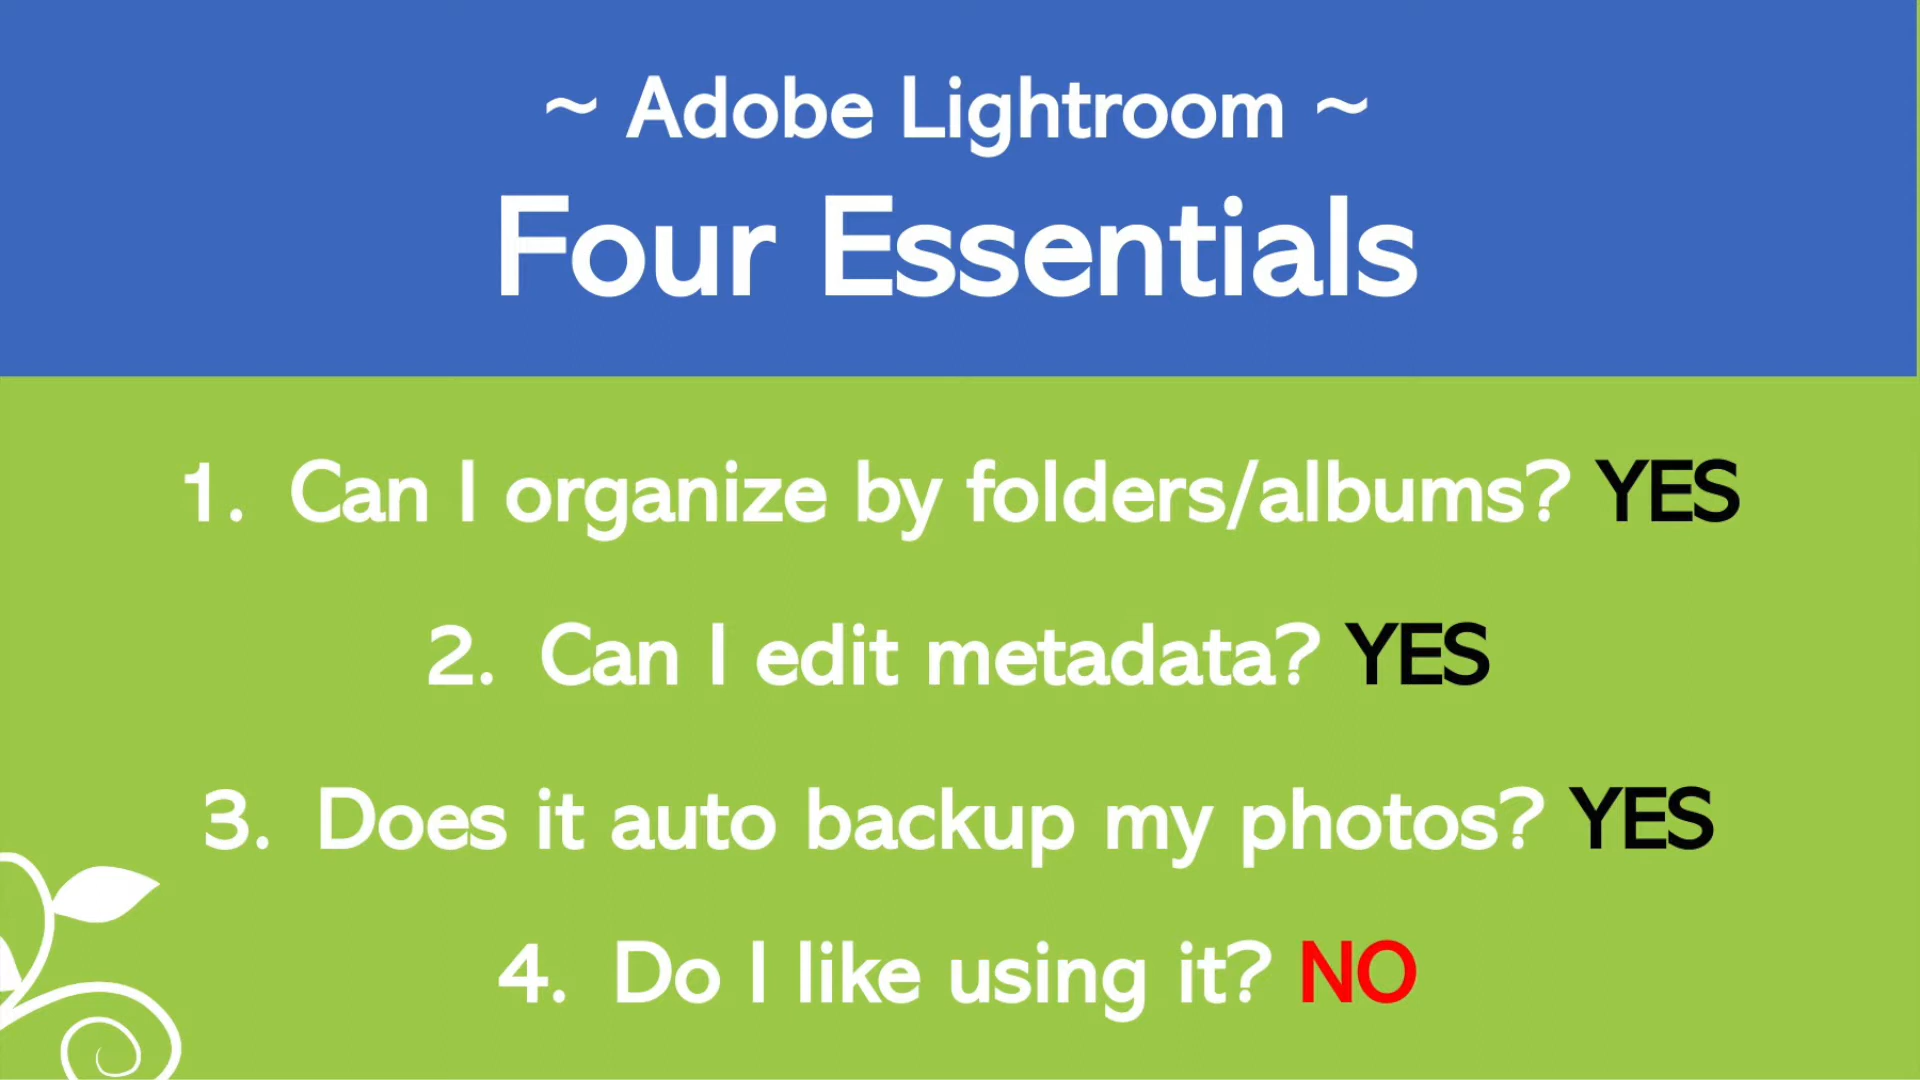 ~ Adobe Lightroom ~
Four Essentials
1. Can I organize by folders/albums? YES
2. Can I edit metadata? YES
3. Does it auto backup my photos? YES
4. Do I like using it? NO